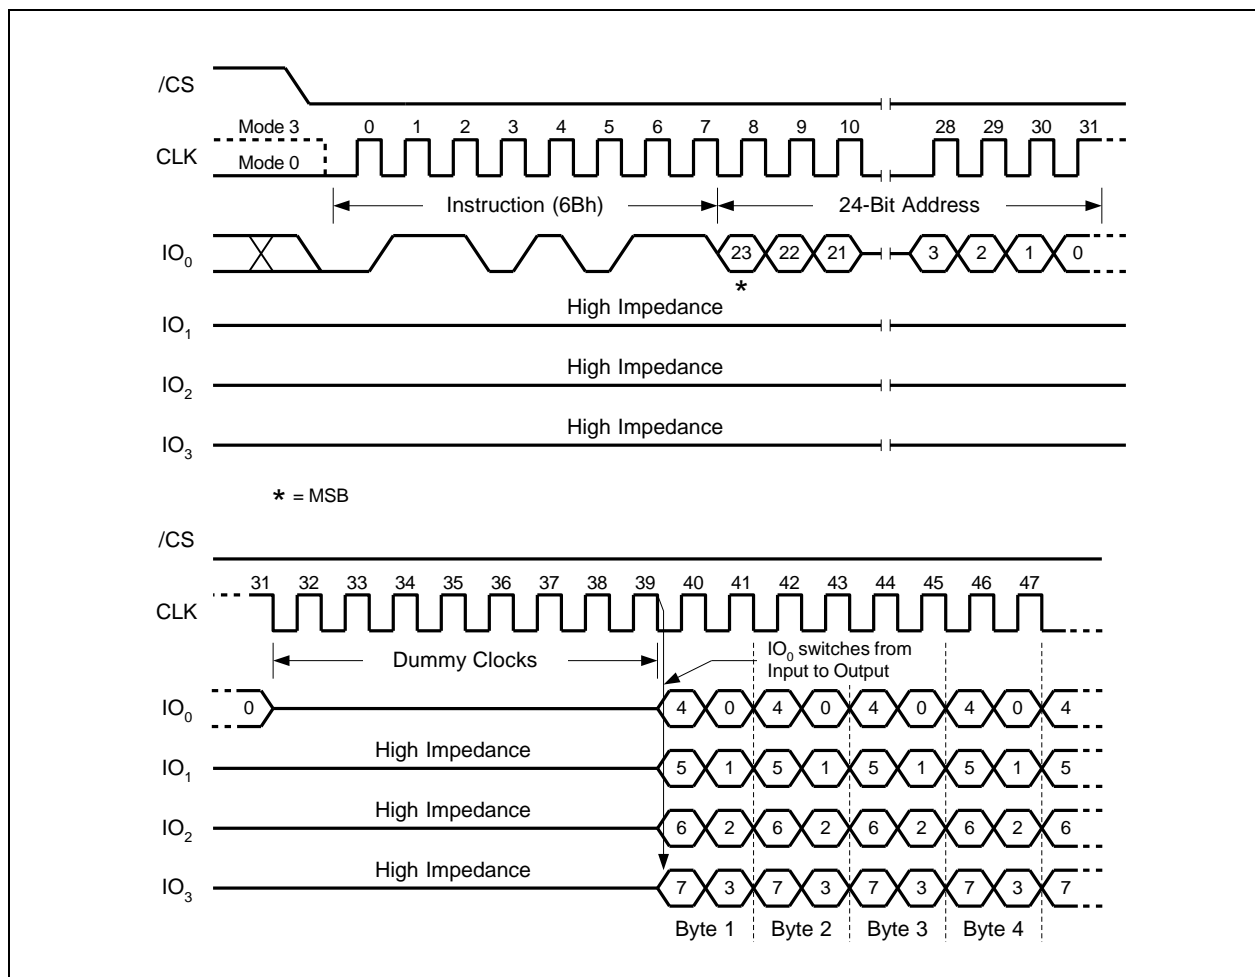 /CS
Mode 3 0 1 2 3 4 5 6 7 8 9 10 28 29 30 31
CLK
Mode 0
Instruction (6Bh) 24-Bit Address
IO0 23 22 21 3 2 1 0
*
High Impedance
IO1
High Impedance
IO2
High Impedance
IO3
* = MSB
/CS
31 32 33 34 35 36 37 38 39 40 41 42 43 44 45 46 47
CLK
Dummy Clocks
IO0 switches from
Input to Output
IO0 0 4 0 4 0 4 0 4 0 4
High Impedance
IO1 5 1 5 1 5 1 5 1 5
High Impedance
IO2 6 2 6 2 6 2 6 2 6
High Impedance
IO3 7 3 7 3 7 3 7 3 7
Byte 1 Byte 2 Byte 3 Byte 4